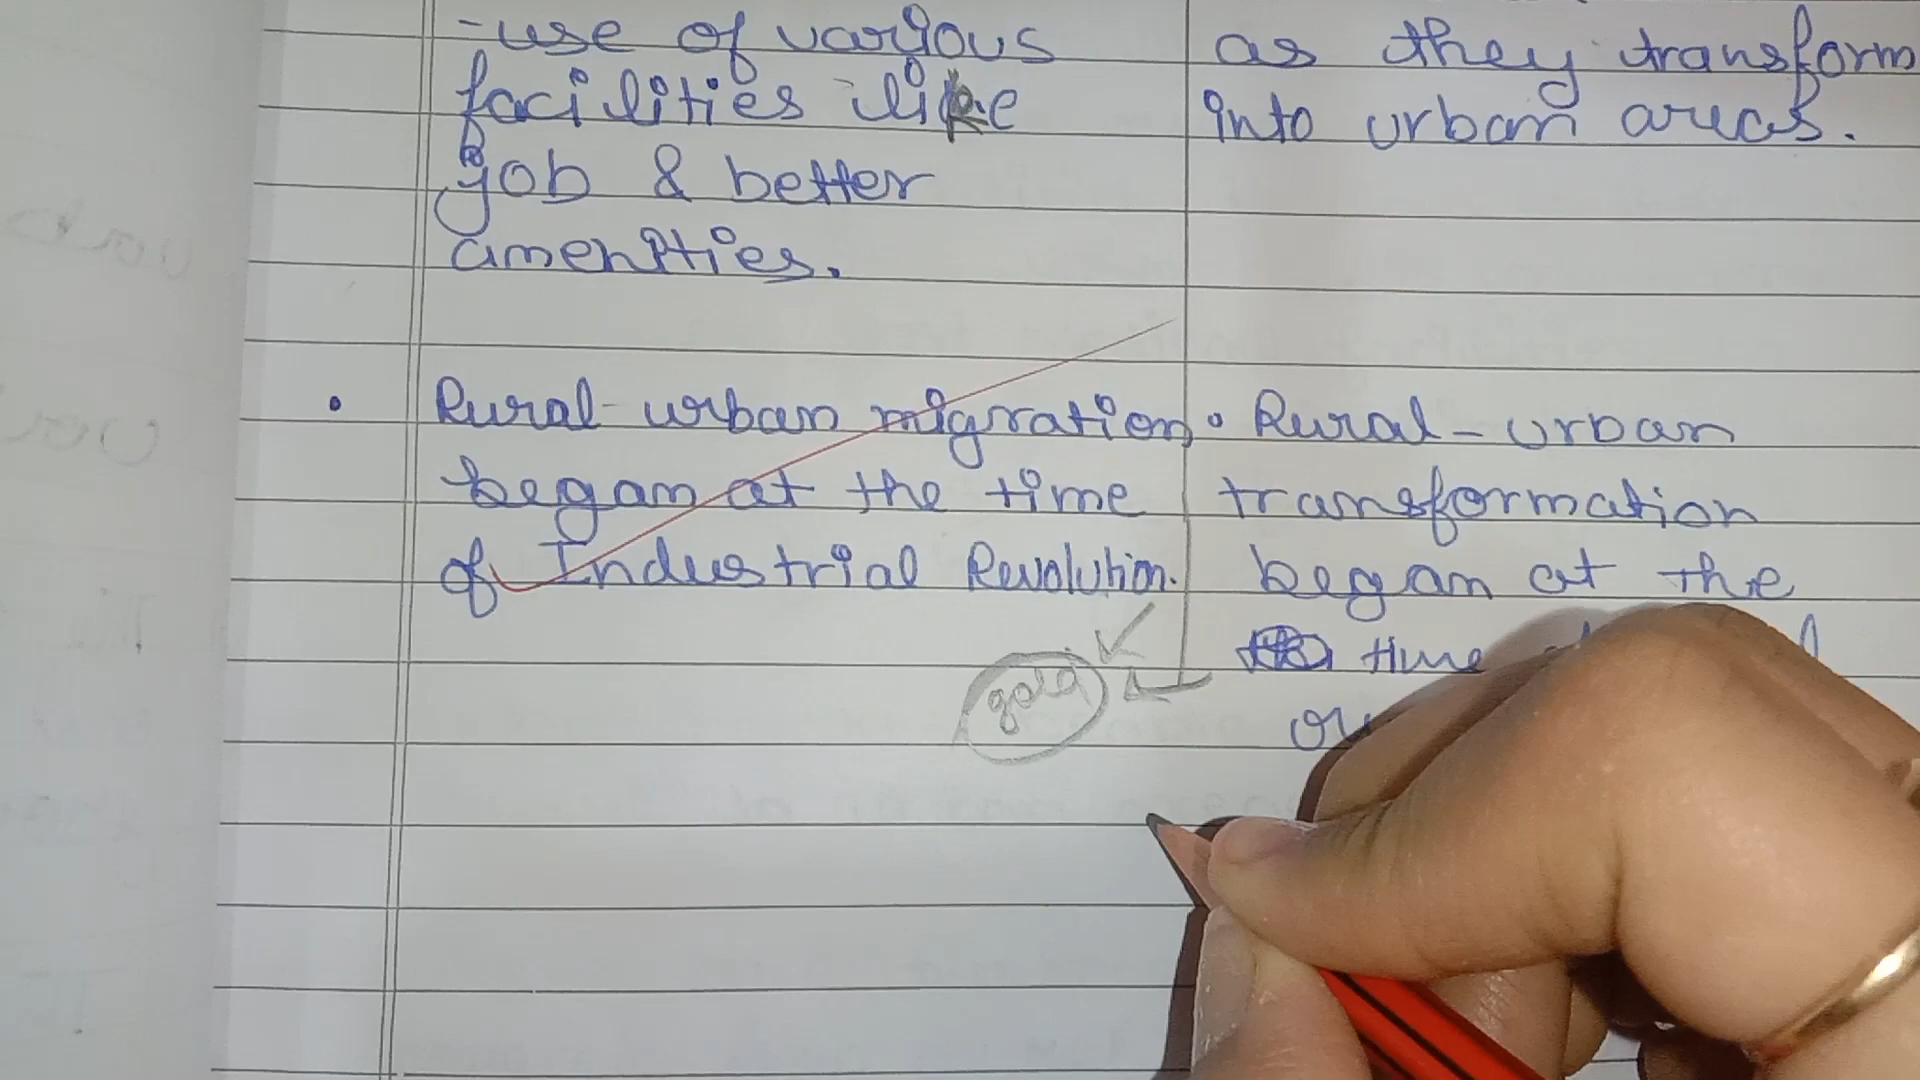 -use of various
facilities like
job & better
amenities.
• Rural-urban migration
began at the time
of Industrial Revolution.
as they transform
into urban areas.
• Rural-urban
transformation
began at the
time